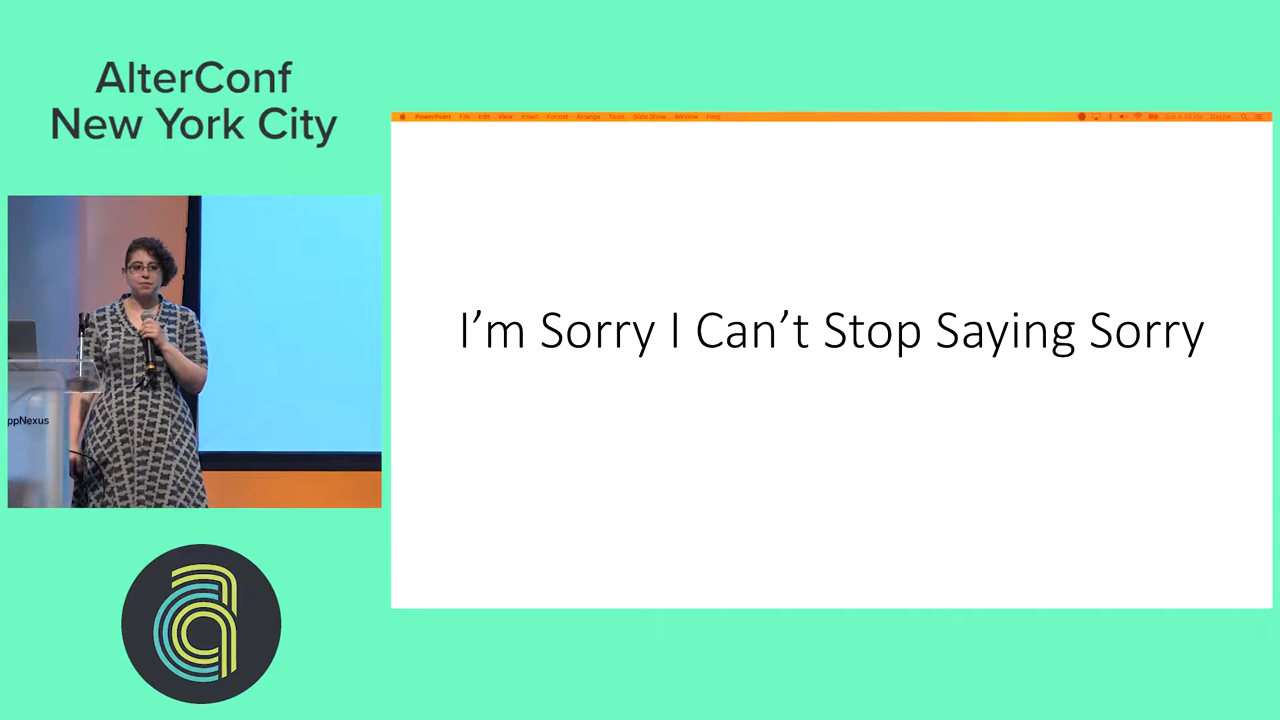 AlterConf
New York City
PowerPoint File Edit View Insert Format Arrange Tools Slide Show Window Help
I'm Sorry I Can't Stop Saying Sorry
ppNexus